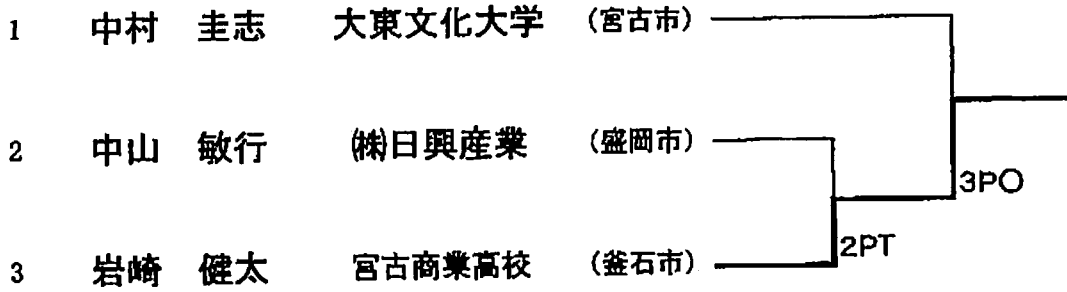 1 中村 圭志 大東文化大学 (宮古市)
2 中山 敏行 ㈱日興産業 (盛岡市)
3PO
2PT
3 岩崎 健太 宮古商業高校 (釜石市)